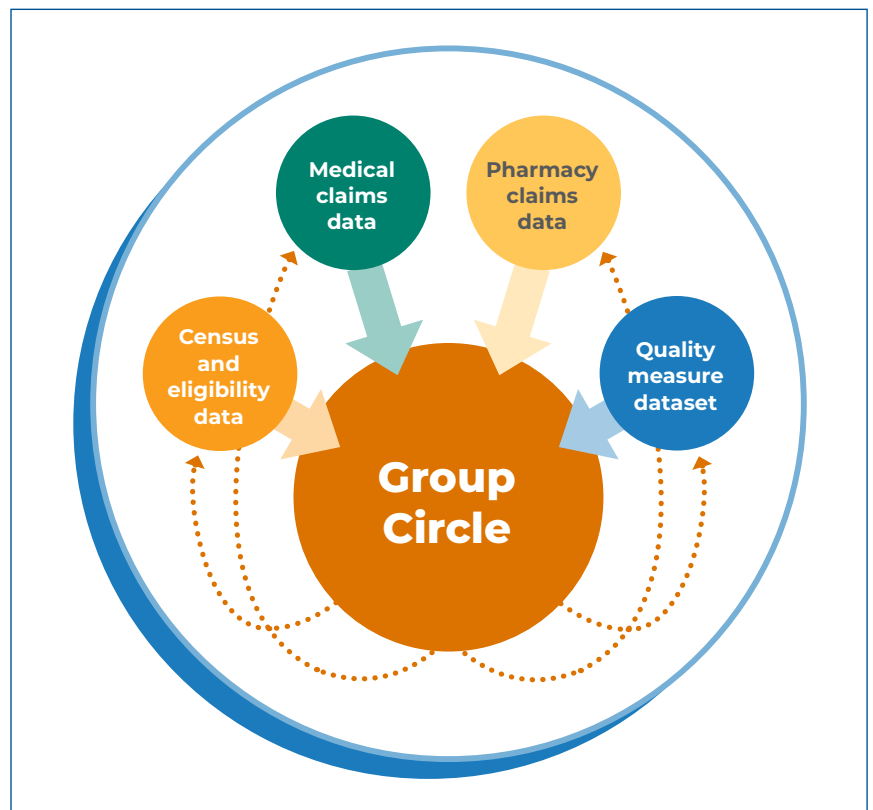 Medical
claims
data
Pharmacy
claims
data
Census
and
eligibility
data
Quality
measure
dataset
Group
Circle